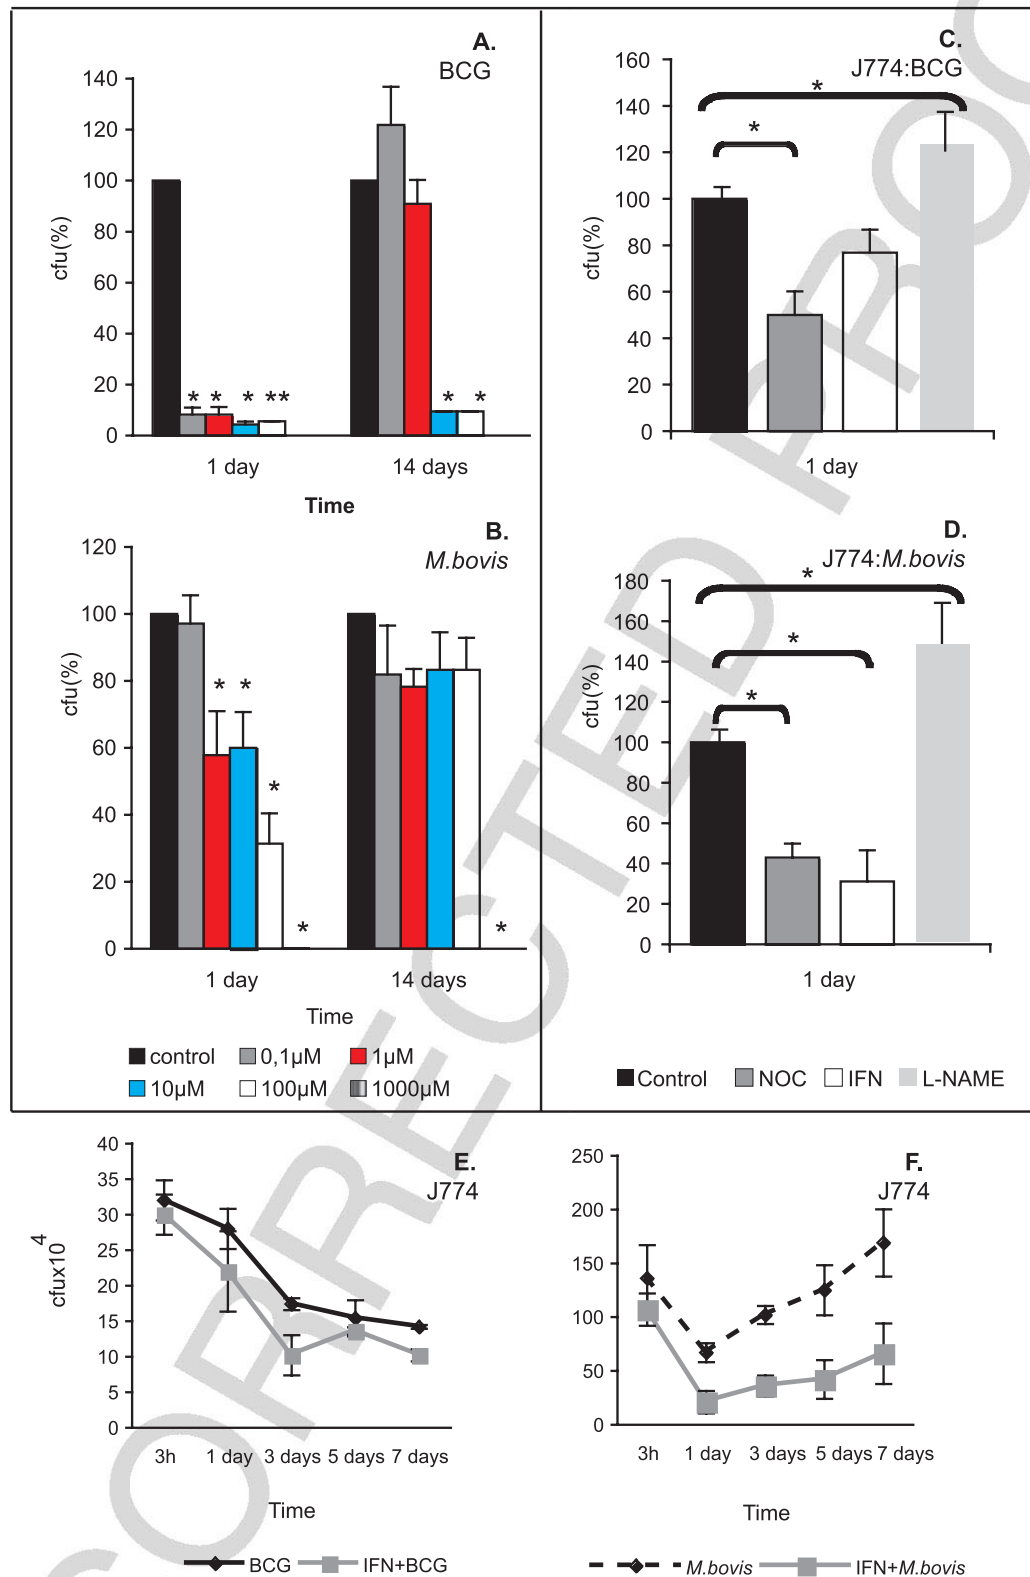 A.
BCG
140
120
100
80
60
40
20
0
cfu(%)
* * * **
* *
1 day 14 days
Time
B.
M.bovis
120
100
80
60
40
20
0
cfu(%)
* *
*
*
*
1 day 14 days
Time
control 0,1µM 1µM
10µM 100µM 1000µM
C.
J774:BCG
160
140
120
100
80
60
40
20
0
cfu(%)
*
*
1 day
D.
J774:M.bovis
180
160
140
120
100
80
60
40
20
0
cfu(%)
*
*
*
1 day
Control NOC IFN L-NAME
E.
J774
40
35
30
25
20
15
10
5
0
cfux10⁴
3h 1 day 3 days 5 days 7 days
Time
BCG IFN+BCG
F.
J774
250
200
150
100
50
0
3h 1 day 3 days 5 days 7 days
Time
M.bovis IFN+M.bovis
CORRECTED PROO